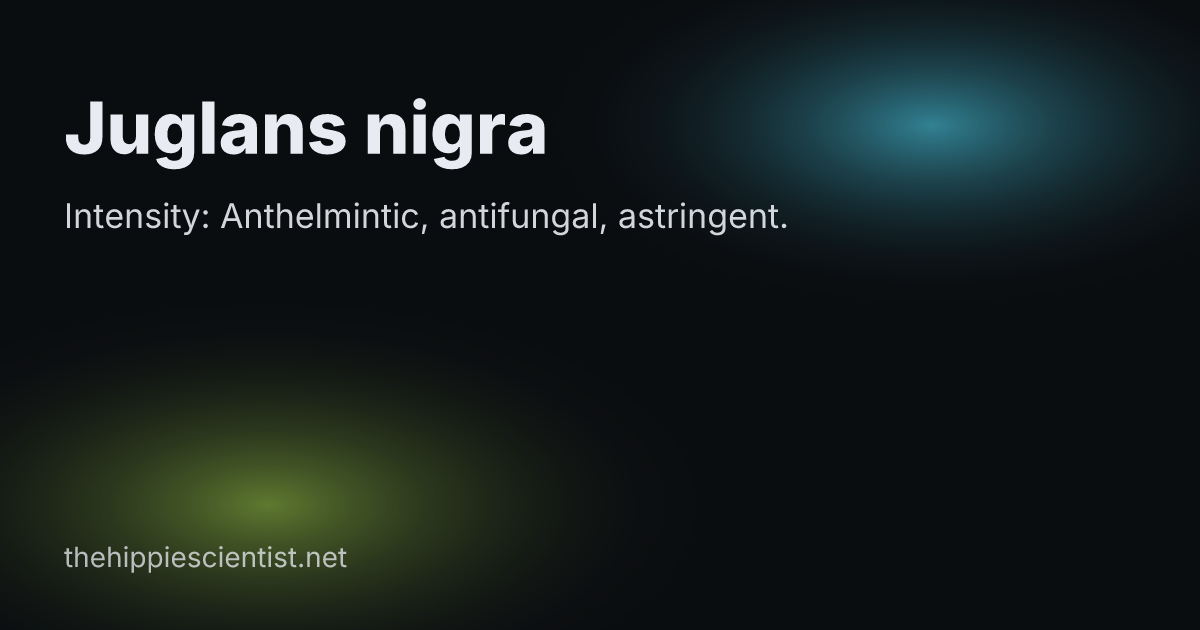 Juglans nigra
Intensity: Anthelmintic, antifungal, astringent.
thehippiescientist.net